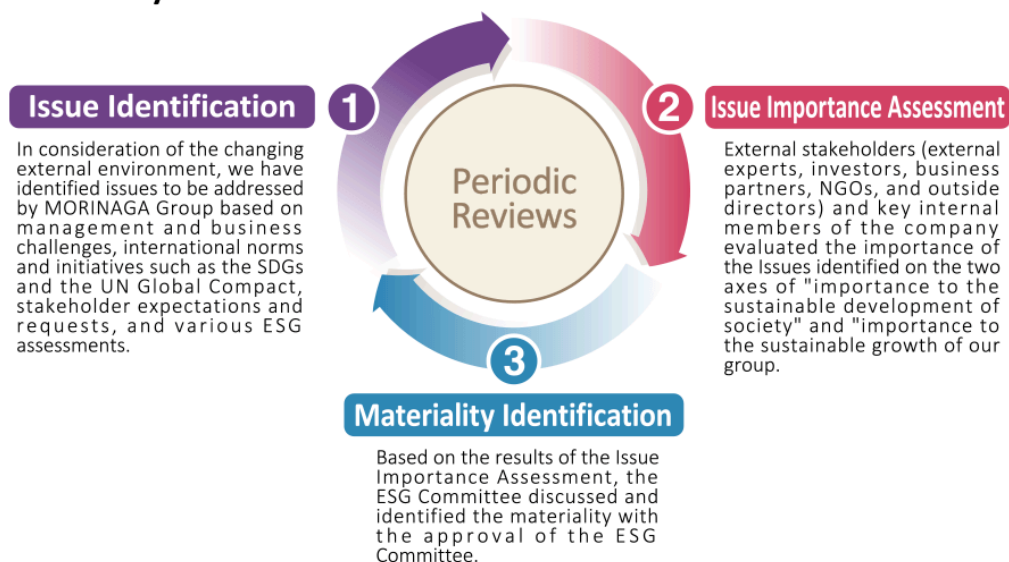 1
Issue Identification
In consideration of the changing
external environment, we have
identified issues to be addressed
by MORINAGA Group based on
management and business
challenges, international norms
and initiatives such as the SDGs
and the UN Global Compact,
stakeholder expectations and
requests, and various ESG
assessments.
Periodic
Reviews
2
Issue Importance Assessment
External stakeholders (external
experts, investors, business
partners, NGOs, and outside
directors) and key internal
members of the company
evaluated the importance of
the Issues identified on the two
axes of "importance to the
sustainable development of
society" and "importance to
the sustainable growth of our
group.
3
Materiality Identification
Based on the results of the Issue
Importance Assessment, the
ESG Committee discussed and
identified the materiality with
the approval of the ESG
Committee.